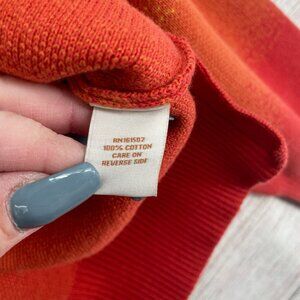 RN161502
100% COTTON
CARE ON
REVERSE SIDE